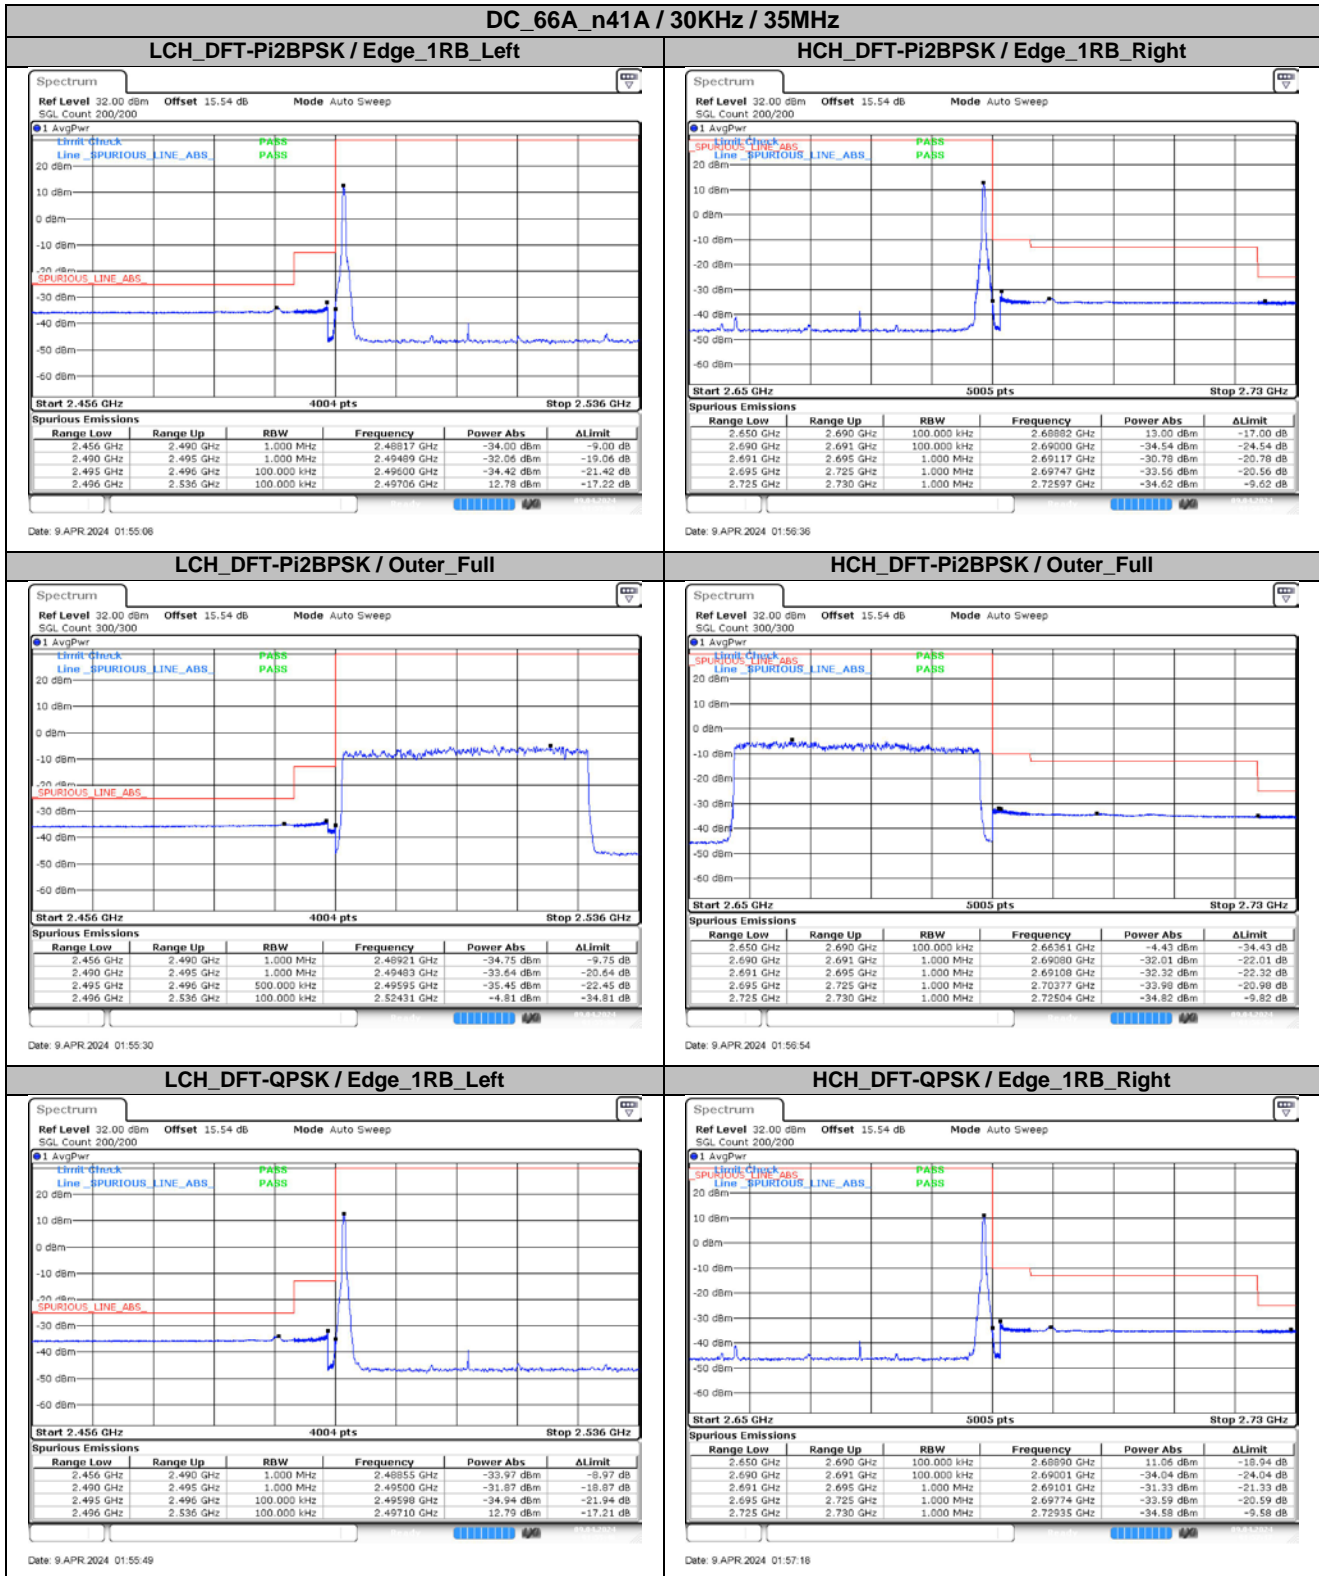 DC_66A_n41A / 30KHz / 35MHz
LCH_DFT-Pi2BPSK / Edge_1RB_Left
Spectrum
Ref Level 32.00 dBm Offset 15.54 dB Mode Auto Sweep
SGL Count 200/200
1 AvgPwr
Limit Check PASS
Line _SPURIOUS_LINE_ABS_ PASS
20 dBm
10 dBm
0 dBm
-10 dBm
-20 dBm
_SPURIOUS_LINE_ABS_
-30 dBm
-40 dBm
-50 dBm
-60 dBm
Start 2.456 GHz 4004 pts Stop 2.536 GHz
Spurious Emissions
Range Low Range Up RBW Frequency Power Abs ΔLimit
2.456 GHz 2.490 GHz 1.000 MHz 2.48817 GHz -34.00 dBm -9.00 dB
2.490 GHz 2.495 GHz 1.000 MHz 2.49489 GHz -32.06 dBm -19.06 dB
2.495 GHz 2.496 GHz 100.000 kHz 2.49600 GHz -34.42 dBm -21.42 dB
2.496 GHz 2.536 GHz 100.000 kHz 2.49706 GHz 12.78 dBm -17.22 dB
Date: 9.APR.2024 01:55:08
HCH_DFT-Pi2BPSK / Edge_1RB_Right
Spectrum
Ref Level 32.00 dBm Offset 15.54 dB Mode Auto Sweep
SGL Count 200/200
1 AvgPwr
Limit Check PASS
_SPURIOUS_LINE_ABS_
Line _SPURIOUS_LINE_ABS_ PASS
20 dBm
10 dBm
0 dBm
-10 dBm
-20 dBm
-30 dBm
-40 dBm
-50 dBm
-60 dBm
Start 2.65 GHz 5005 pts Stop 2.73 GHz
Spurious Emissions
Range Low Range Up RBW Frequency Power Abs ΔLimit
2.650 GHz 2.690 GHz 100.000 kHz 2.68882 GHz 13.00 dBm -17.00 dB
2.690 GHz 2.691 GHz 100.000 kHz 2.69000 GHz -34.54 dBm -24.54 dB
2.691 GHz 2.695 GHz 1.000 MHz 2.69117 GHz -30.78 dBm -20.78 dB
2.695 GHz 2.725 GHz 1.000 MHz 2.69747 GHz -33.56 dBm -20.56 dB
2.725 GHz 2.730 GHz 1.000 MHz 2.72597 GHz -34.62 dBm -9.62 dB
Date: 9.APR.2024 01:56:36
LCH_DFT-Pi2BPSK / Outer_Full
Spectrum
Ref Level 32.00 dBm Offset 15.54 dB Mode Auto Sweep
SGL Count 300/300
1 AvgPwr
Limit Check PASS
Line _SPURIOUS_LINE_ABS_ PASS
20 dBm
10 dBm
0 dBm
-10 dBm
-20 dBm
_SPURIOUS_LINE_ABS_
-30 dBm
-40 dBm
-50 dBm
-60 dBm
Start 2.456 GHz 4004 pts Stop 2.536 GHz
Spurious Emissions
Range Low Range Up RBW Frequency Power Abs ΔLimit
2.456 GHz 2.490 GHz 1.000 MHz 2.48921 GHz -34.75 dBm -9.75 dB
2.490 GHz 2.495 GHz 1.000 MHz 2.49483 GHz -33.64 dBm -20.64 dB
2.495 GHz 2.496 GHz 500.000 kHz 2.49595 GHz -35.45 dBm -22.45 dB
2.496 GHz 2.536 GHz 100.000 kHz 2.52431 GHz -4.81 dBm -34.81 dB
Date: 9.APR.2024 01:55:30
HCH_DFT-Pi2BPSK / Outer_Full
Spectrum
Ref Level 32.00 dBm Offset 15.54 dB Mode Auto Sweep
SGL Count 300/300
1 AvgPwr
Limit Check PASS
_SPURIOUS_LINE_ABS_
Line _SPURIOUS_LINE_ABS_ PASS
20 dBm
10 dBm
0 dBm
-10 dBm
-20 dBm
-30 dBm
-40 dBm
-50 dBm
-60 dBm
Start 2.65 GHz 5005 pts Stop 2.73 GHz
Spurious Emissions
Range Low Range Up RBW Frequency Power Abs ΔLimit
2.650 GHz 2.690 GHz 100.000 kHz 2.66361 GHz -4.43 dBm -34.43 dB
2.690 GHz 2.691 GHz 1.000 MHz 2.69080 GHz -32.01 dBm -22.01 dB
2.691 GHz 2.695 GHz 1.000 MHz 2.69108 GHz -32.32 dBm -22.32 dB
2.695 GHz 2.725 GHz 1.000 MHz 2.70377 GHz -33.98 dBm -20.98 dB
2.725 GHz 2.730 GHz 1.000 MHz 2.72504 GHz -34.82 dBm -9.82 dB
Date: 9.APR.2024 01:56:54
LCH_DFT-QPSK / Edge_1RB_Left
Spectrum
Ref Level 32.00 dBm Offset 15.54 dB Mode Auto Sweep
SGL Count 200/200
1 AvgPwr
Limit Check PASS
Line _SPURIOUS_LINE_ABS_ PASS
20 dBm
10 dBm
0 dBm
-10 dBm
-20 dBm
_SPURIOUS_LINE_ABS_
-30 dBm
-40 dBm
-50 dBm
-60 dBm
Start 2.456 GHz 4004 pts Stop 2.536 GHz
Spurious Emissions
Range Low Range Up RBW Frequency Power Abs ΔLimit
2.456 GHz 2.490 GHz 1.000 MHz 2.48855 GHz -33.97 dBm -8.97 dB
2.490 GHz 2.495 GHz 1.000 MHz 2.49500 GHz -31.87 dBm -18.87 dB
2.495 GHz 2.496 GHz 100.000 kHz 2.49598 GHz -34.94 dBm -21.94 dB
2.496 GHz 2.536 GHz 100.000 kHz 2.49710 GHz 12.79 dBm -17.21 dB
Date: 9.APR.2024 01:55:49
HCH_DFT-QPSK / Edge_1RB_Right
Spectrum
Ref Level 32.00 dBm Offset 15.54 dB Mode Auto Sweep
SGL Count 200/200
1 AvgPwr
Limit Check PASS
_SPURIOUS_LINE_ABS_
Line _SPURIOUS_LINE_ABS_ PASS
20 dBm
10 dBm
0 dBm
-10 dBm
-20 dBm
-30 dBm
-40 dBm
-50 dBm
-60 dBm
Start 2.65 GHz 5005 pts Stop 2.73 GHz
Spurious Emissions
Range Low Range Up RBW Frequency Power Abs ΔLimit
2.650 GHz 2.690 GHz 100.000 kHz 2.68890 GHz 11.06 dBm -18.94 dB
2.690 GHz 2.691 GHz 100.000 kHz 2.69001 GHz -34.04 dBm -24.04 dB
2.691 GHz 2.695 GHz 1.000 MHz 2.69101 GHz -31.33 dBm -21.33 dB
2.695 GHz 2.725 GHz 1.000 MHz 2.69774 GHz -33.59 dBm -20.59 dB
2.725 GHz 2.730 GHz 1.000 MHz 2.72935 GHz -34.58 dBm -9.58 dB
Date: 9.APR.2024 01:57:18